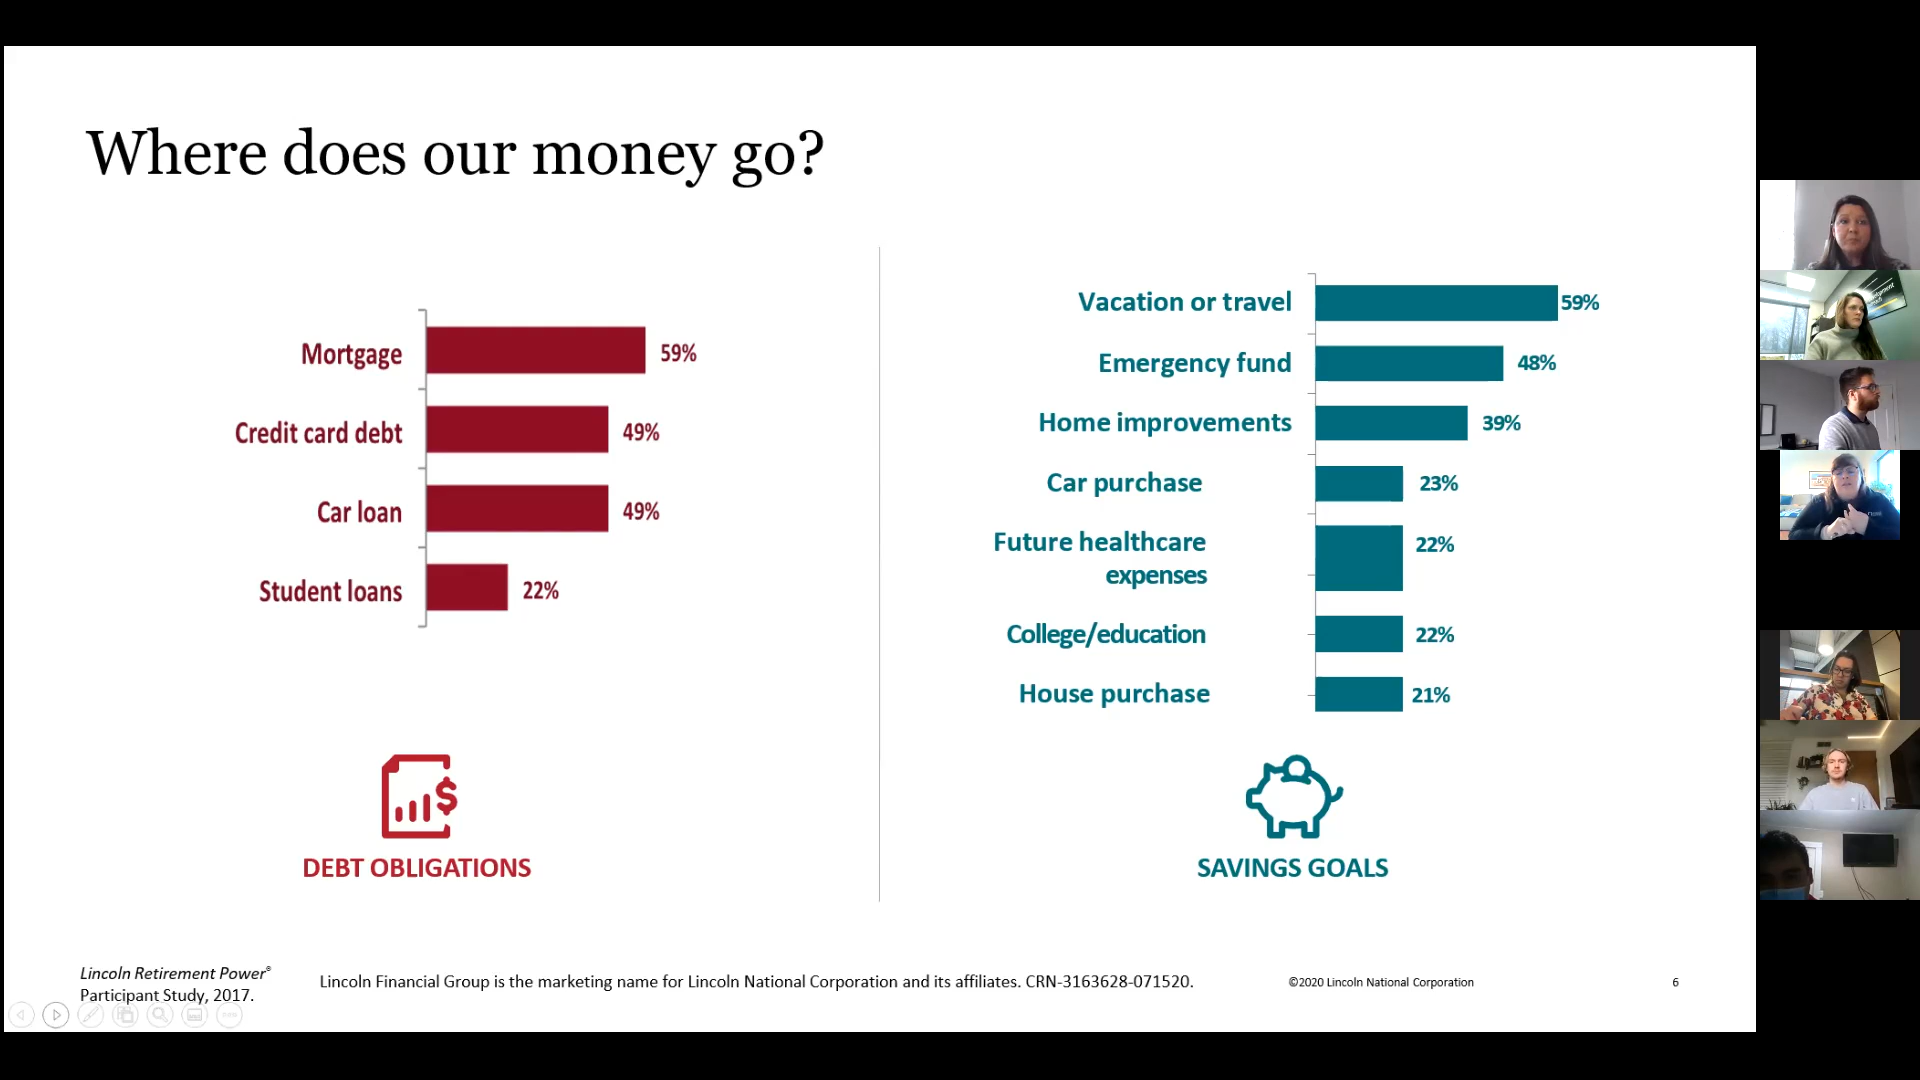 Where does our money go?
Mortgage 59%
Credit card debt 49%
Car loan 49%
Student loans 22%
DEBT OBLIGATIONS
Vacation or travel 59%
Emergency fund 48%
Home improvements 39%
Car purchase 23%
Future healthcare 22%
expenses
College/education 22%
House purchase 21%
SAVINGS GOALS
Lincoln Retirement Power®
Participant Study, 2017.
Lincoln Financial Group is the marketing name for Lincoln National Corporation and its affiliates. CRN-3163628-071520.
©2020 Lincoln National Corporation
6